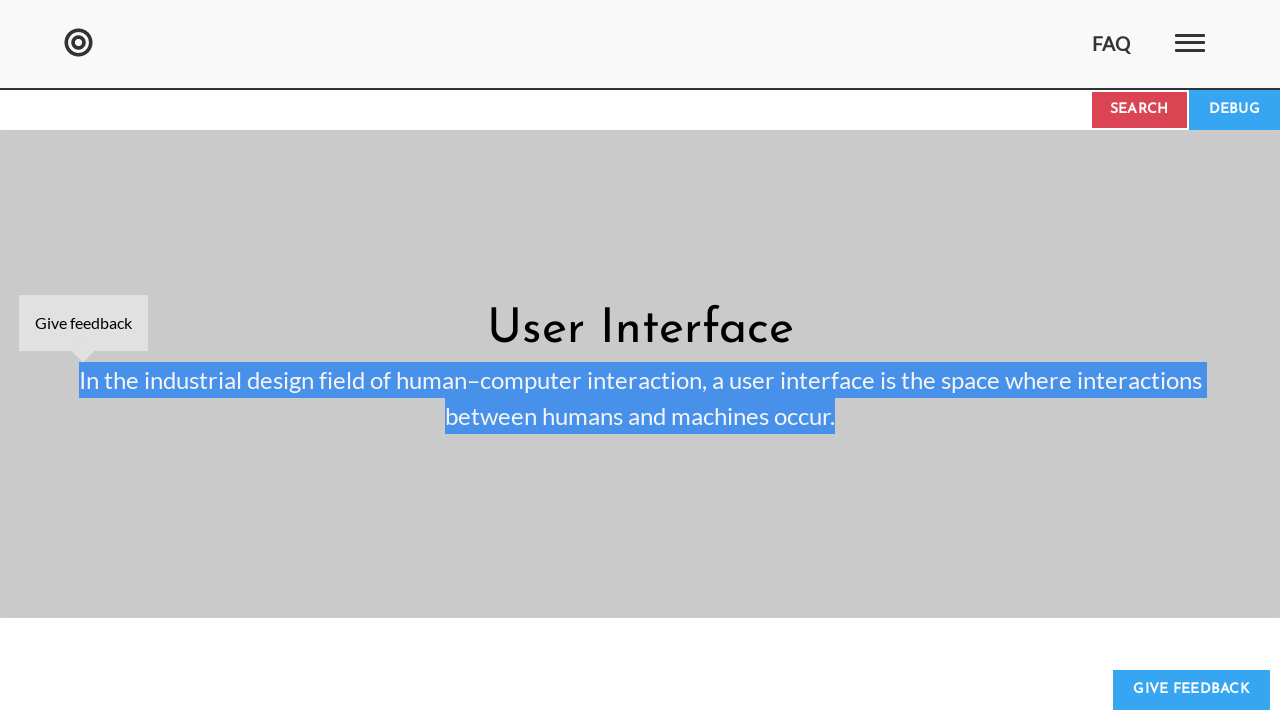 FAQ
SEARCH
DEBUG
Give feedback
User Interface
In the industrial design field of human–computer interaction, a user interface is the space where interactions
between humans and machines occur.
GIVE FEEDBACK